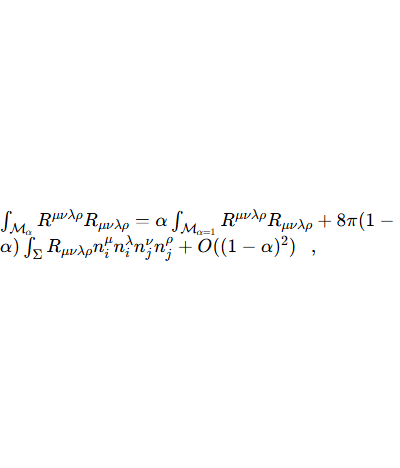 ∫_{ℳ_α} R^{μνλρ} R_{μνλρ} = α ∫_{ℳ_{α=1}} R^{μνλρ} R_{μνλρ} + 8π(1 −
α) ∫_Σ R_{μνλρ} n_i^μ n_i^λ n_j^ν n_j^ρ + O((1 − α)^2) ,